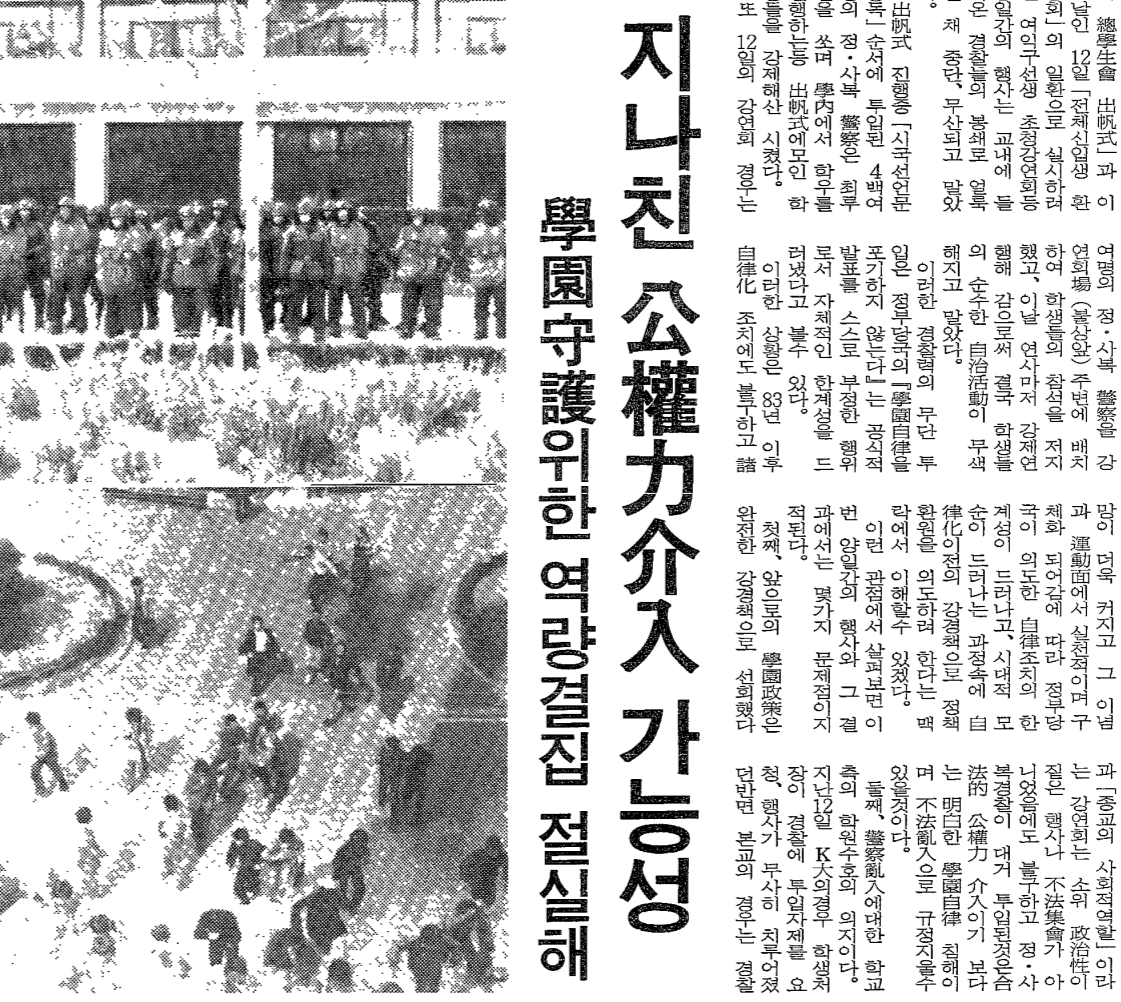 總學生會 出帆式」과 이
날인 12일「전체신입생 환
회」의 일환으로 실시하려
여익구선생 초청강연회등
일간의 행사는 교내에 들
온 경찰들의 봉쇄로 얼룩
채 중단、무산되고 말았
。
出帆式 진행중「시국선언문
록」순서에 투입된 4백여
의 정·사복 警察은 최루
을 쏘며 學內에서 학우를
행하는등 出帆式에모인 학
들을 강제해산 시켰다。
또 12일의 강연회 경우는
여명의 정·사복 警察을 강
연회場(불상앞)주변에 배치
하여 학생들의 참석을 저지
했고、이날 연사마저 강제연
행해 감으로써 결국 학생들
의 순수한 自治活動이 무색
해지고 말았다。
이러한 경찰력의 무단 투
입은 정부당국의『學園自律을
포기하지 않는다』는 공식적
발표를 스스로 부정한 행위
로서 자체적인 한계성을 드
러냈다고 볼수 있다。
이러한 상황은 83년 이후
自律化 조치에도 불구하고 諸
망이 더욱 커지고 그 이념
과 運動面에서 실천적이며 구
체화 되어감에 따라 정부당
국이 의도한 自律조치의 한
계성이 드러나고、시대적 모
순이 드러나는 과정속에 自
律化이전의 강경책으로 정책
환원을 의도하려 한다는 맥
락에서 이해할수 있겠다。
이런 관점에서 살펴보면 이
번 양일간의 행사와 그 결
과에서는 몇가지 문제점이지
적된다。
첫째、앞으로의 學園政策은
완전한 강경책으로 선회했다
과「종교의 사회적역할」이라
는 강연회는 소위 政治性이
질은 행사나 不法集會가 아
니었음에도 불구하고 정·사
복경찰이 대거 투입된것은合
法的 公權力 介入이기 보다
는 明白한 學園自律 침해이
며 不法亂入으로 규정지울수
있을것이다。
둘째、警察亂入에대한 학교
측의 학원수호의 의지이다。
지난12일 K大의경우 학생처
장이 경찰에 투입자제를 요
청、행사가 무사히 치루어졌
던반면 본교의 경우는 경찰
지나친 公權力介入 가능성
學園守護위한 역량결집 절실해